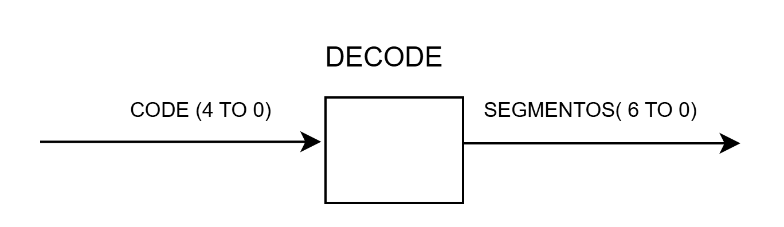 DECODE
CODE (4 TO 0)
SEGMENTOS( 6 TO 0)